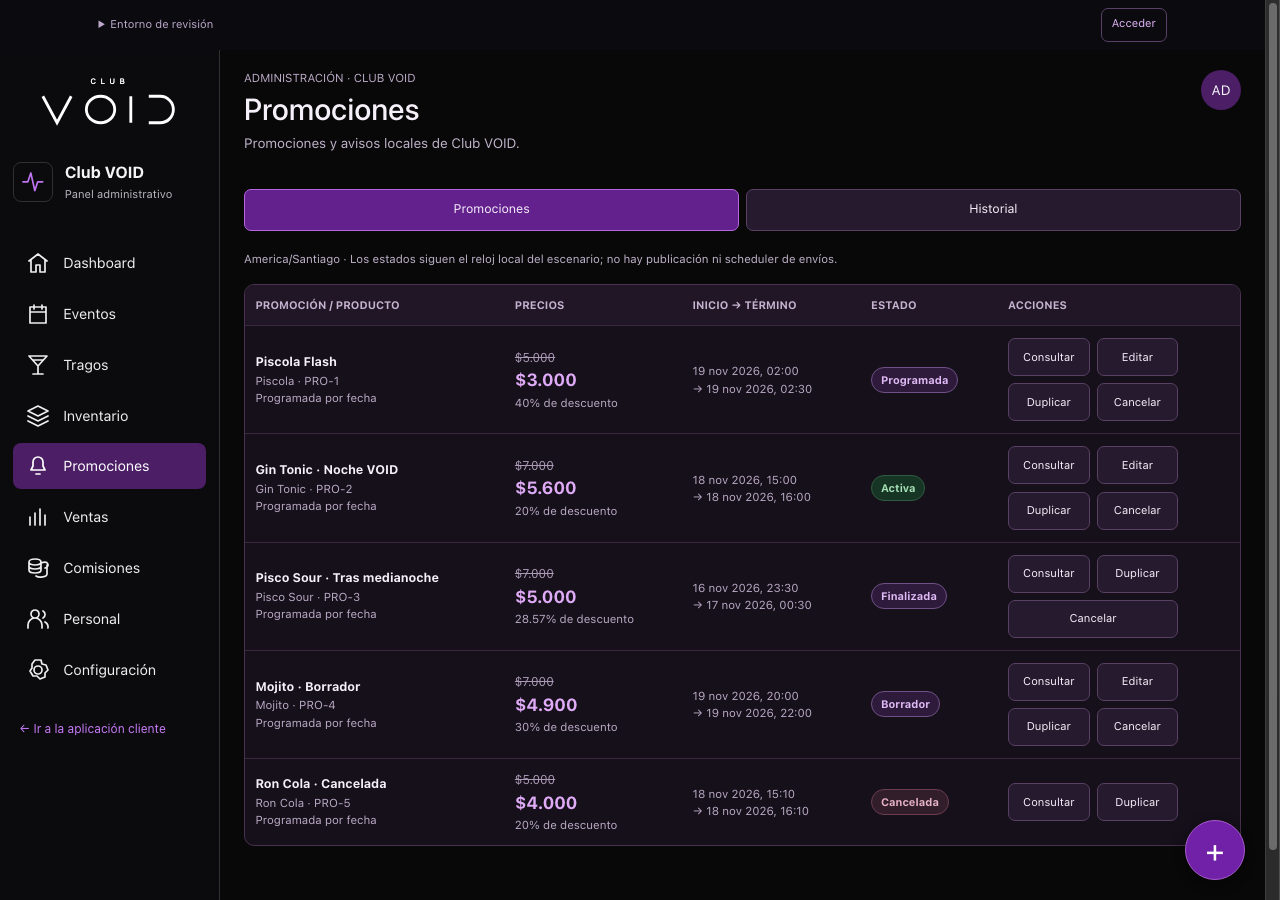 ▶ Entorno de revisión
Acceder
CLUB
VOID
Club VOID
Panel administrativo
Dashboard
Eventos
Tragos
Inventario
Promociones
Ventas
Comisiones
Personal
Configuración
← Ir a la aplicación cliente
ADMINISTRACIÓN · CLUB VOID
Promociones
Promociones y avisos locales de Club VOID.
AD
Promociones
Historial
America/Santiago · Los estados siguen el reloj local del escenario; no hay publicación ni scheduler de envíos.
PROMOCIÓN / PRODUCTO PRECIOS INICIO → TÉRMINO ESTADO ACCIONES
Piscola Flash
Piscola · PRO-1
Programada por fecha
$5.000
$3.000
40% de descuento
19 nov 2026, 02:00
→ 19 nov 2026, 02:30
Programada
Consultar Editar
Duplicar Cancelar
Gin Tonic · Noche VOID
Gin Tonic · PRO-2
Programada por fecha
$7.000
$5.600
20% de descuento
18 nov 2026, 15:00
→ 18 nov 2026, 16:00
Activa
Consultar Editar
Duplicar Cancelar
Pisco Sour · Tras medianoche
Pisco Sour · PRO-3
Programada por fecha
$7.000
$5.000
28.57% de descuento
16 nov 2026, 23:30
→ 17 nov 2026, 00:30
Finalizada
Consultar Duplicar
Cancelar
Mojito · Borrador
Mojito · PRO-4
Programada por fecha
$7.000
$4.900
30% de descuento
19 nov 2026, 20:00
→ 19 nov 2026, 22:00
Borrador
Consultar Editar
Duplicar Cancelar
Ron Cola · Cancelada
Ron Cola · PRO-5
Programada por fecha
$5.000
$4.000
20% de descuento
18 nov 2026, 15:10
→ 18 nov 2026, 16:10
Cancelada
Consultar Duplicar
+